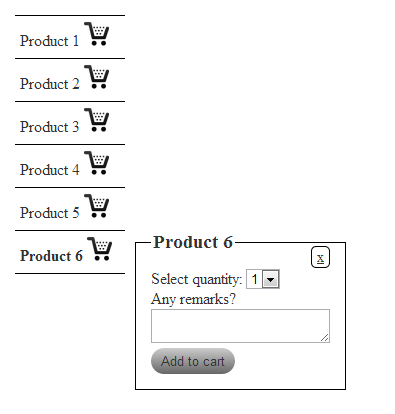 Product 1
Product 2
Product 3
Product 4
Product 5
Product 6
Product 6
x
Select quantity: 1
Any remarks?
Add to cart